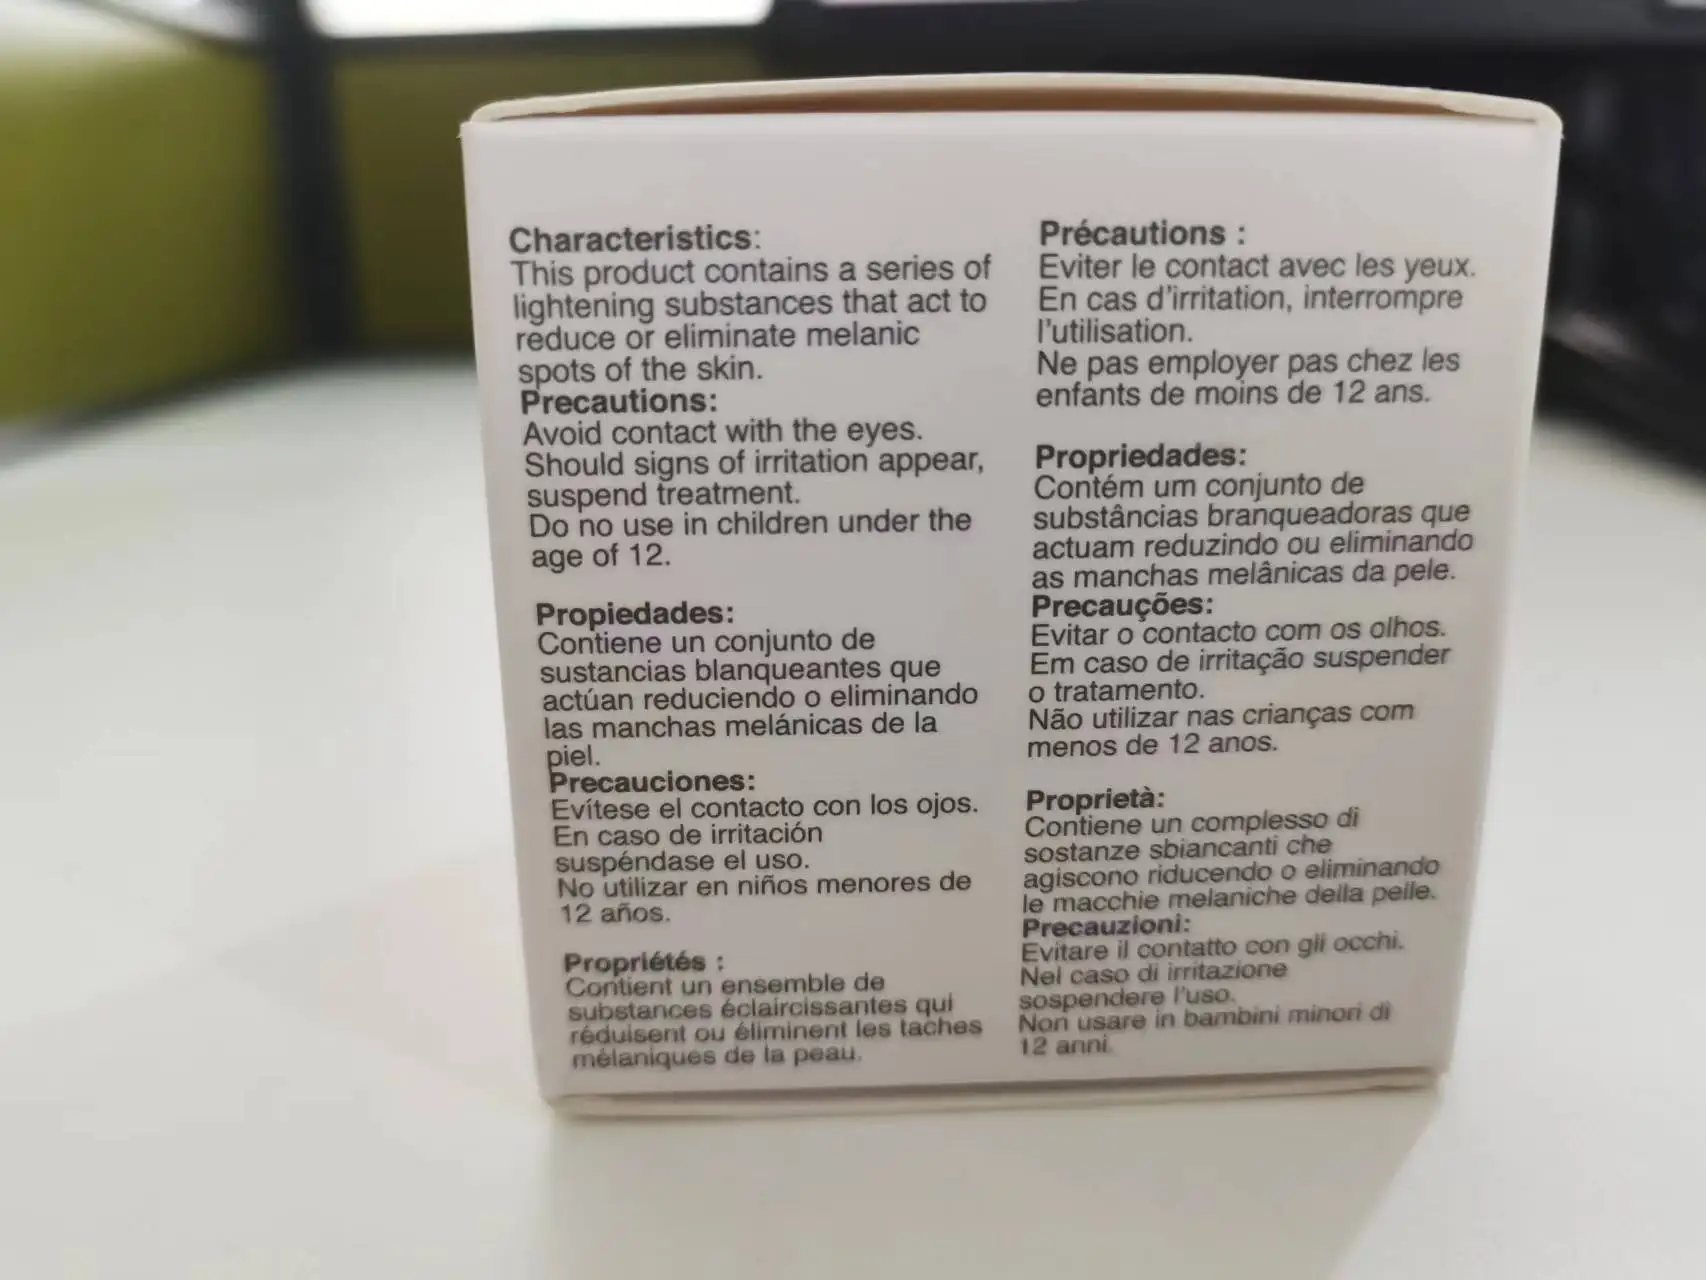 Characteristics:
This product contains a series of
lightening substances that act to
reduce or eliminate melanic
spots of the skin.
Precautions:
Avoid contact with the eyes.
Should signs of irritation appear,
suspend treatment.
Do no use in children under the
age of 12.
Propiedades:
Contiene un conjunto de
sustancias blanqueantes que
actúan reduciendo o eliminando
las manchas melánicas de la
piel.
Precauciones:
Evítese el contacto con los ojos.
En caso de irritación
suspéndase el uso.
No utilizar en niños menores de
12 años.
Propriétés :
Contient un ensemble de
substances éclaircissantes qui
réduisent ou éliminent les taches
mélaniques de la peau.
Précautions :
Eviter le contact avec les yeux.
En cas d'irritation, interrompre
l'utilisation.
Ne pas employer pas chez les
enfants de moins de 12 ans.
Propriedades:
Contém um conjunto de
substâncias branqueadoras que
actuam reduzindo ou eliminando
as manchas melânicas da pele.
Precauções:
Evitar o contacto com os olhos.
Em caso de irritação suspender
o tratamento.
Não utilizar nas crianças com
menos de 12 anos.
Proprietà:
Contiene un complesso di
sostanze sbiancanti che
agiscono riducendo o eliminando
le macchie melaniche della pelle.
Precauzioni:
Evitare il contatto con gli occhi.
Nel caso di irritazione
sospendere l'uso.
Non usare in bambini minori di
12 anni.